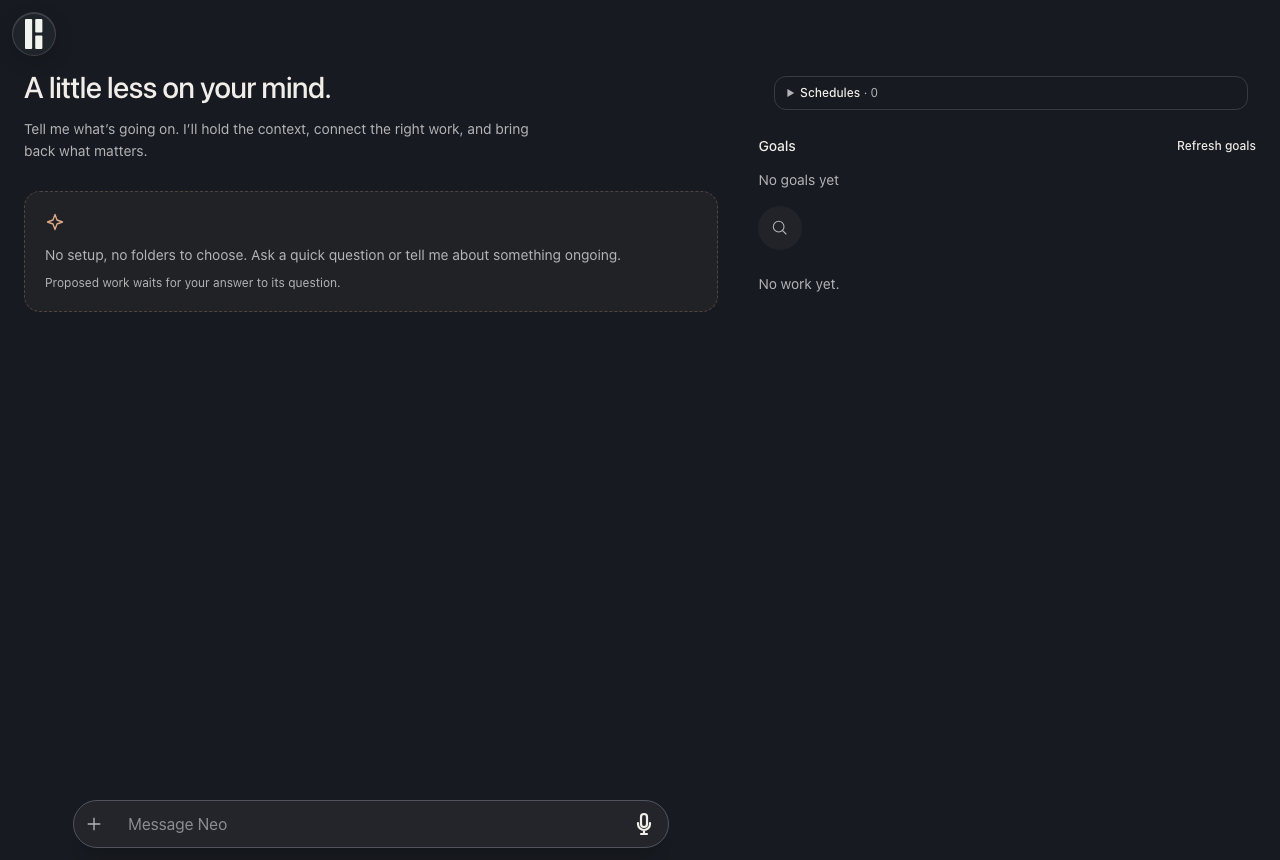 A little less on your mind.
Tell me what’s going on. I’ll hold the context, connect the right work, and bring
back what matters.
No setup, no folders to choose. Ask a quick question or tell me about something ongoing.
Proposed work waits for your answer to its question.
Schedules · 0
Goals
Refresh goals
No goals yet
No work yet.
Message Neo